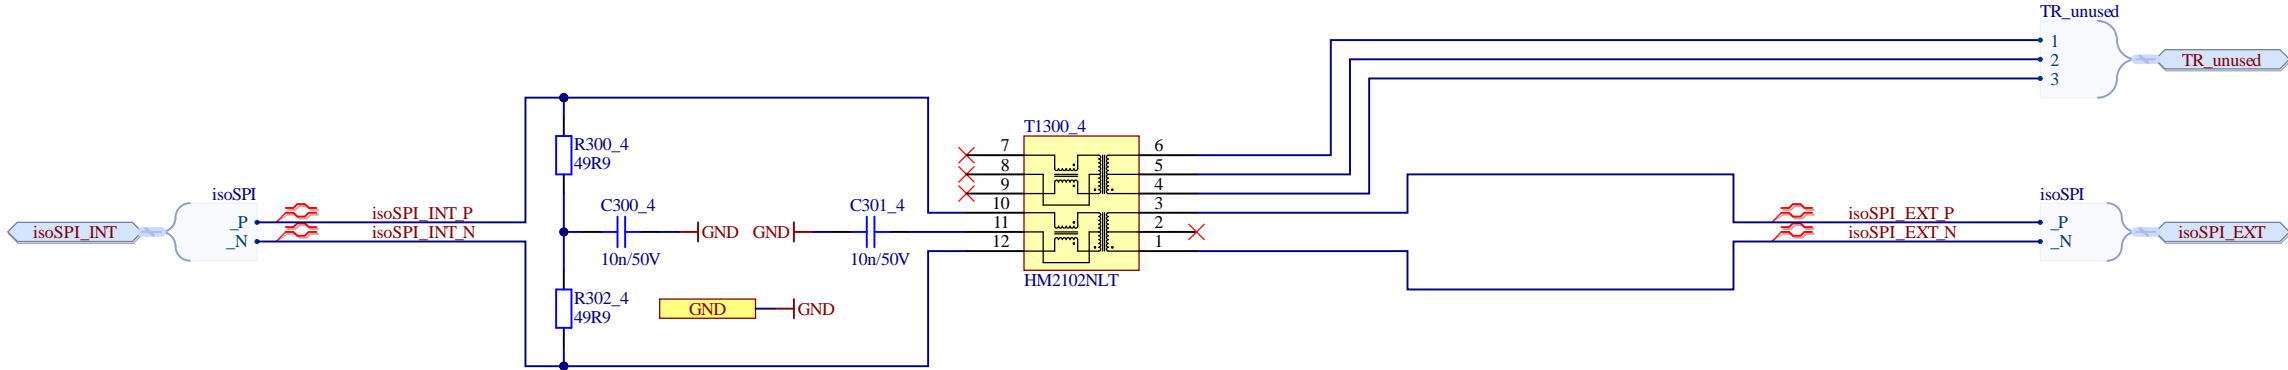 TR_unused
1
2
3
TR_unused
T1300_4
7
8
9
10
11
12
6
5
4
3
2
1
HM2102NLT
R300_4
49R9
isoSPI
_P
_N
isoSPI_INT
isoSPI_INT_P
isoSPI_INT_N
C300_4
10n/50V
GND
GND
C301_4
10n/50V
R302_4
49R9
GND
GND
isoSPI_EXT_P
isoSPI_EXT_N
isoSPI
_P
_N
isoSPI_EXT